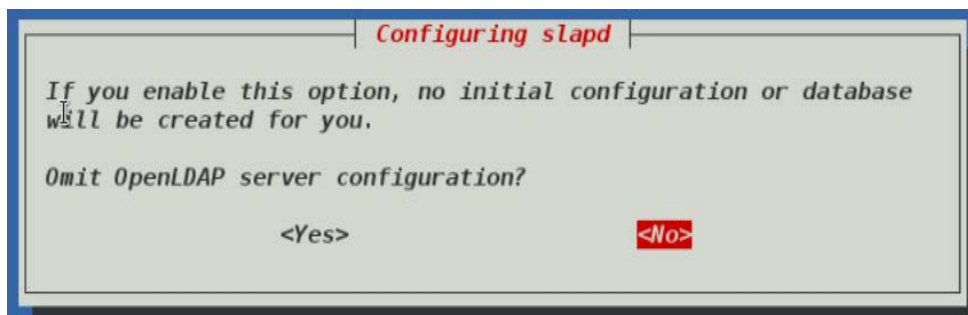 Configuring slapd
If you enable this option, no initial configuration or database
will be created for you.
Omit OpenLDAP server configuration?
<Yes> <No>